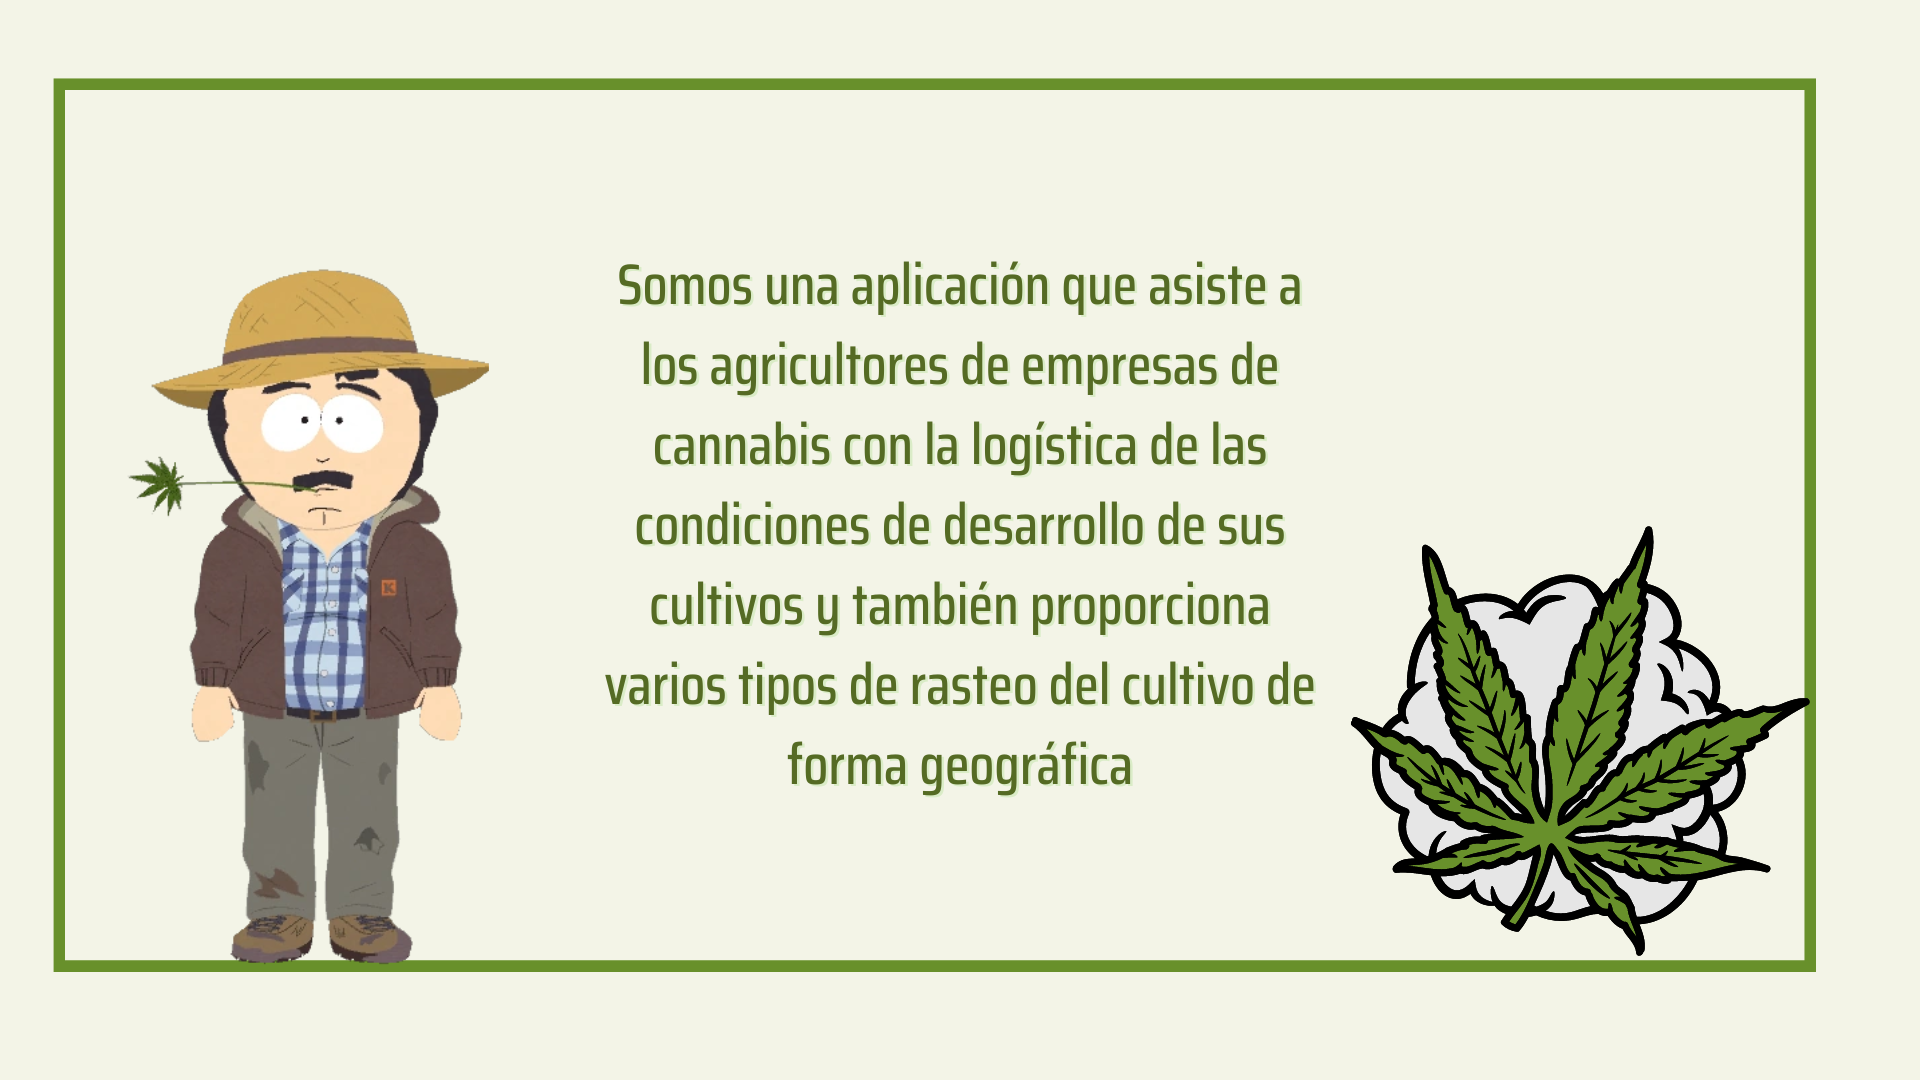 Somos una aplicación que asiste a
los agricultores de empresas de
cannabis con la logística de las
condiciones de desarrollo de sus
cultivos y también proporciona
varios tipos de rasteo del cultivo de
forma geográfica
K